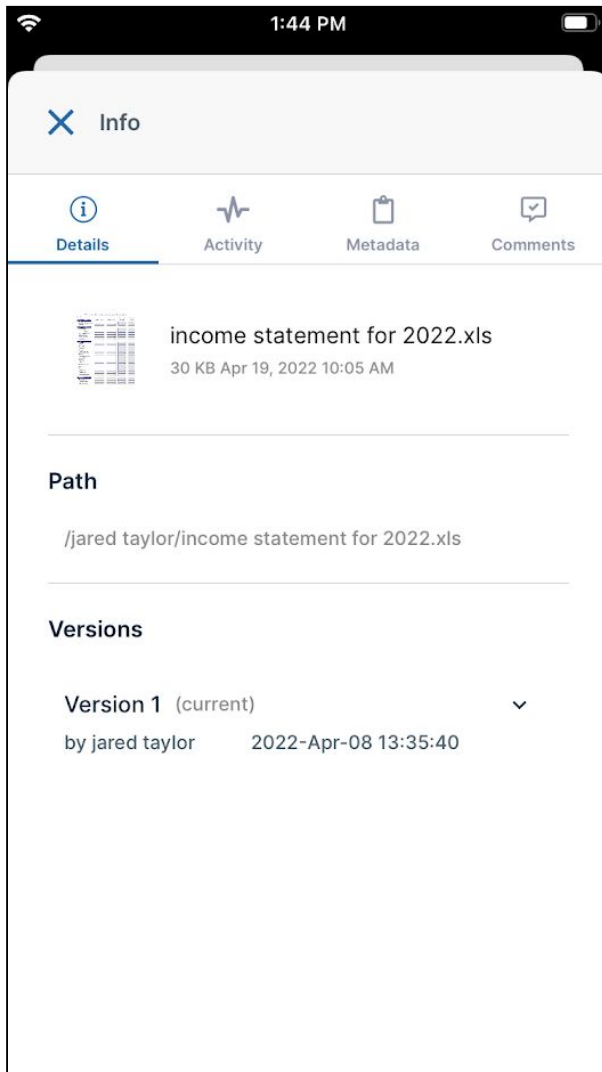 1:44 PM
Info
Details Activity Metadata Comments
income statement for 2022.xls
30 KB Apr 19, 2022 10:05 AM
Path
/jared taylor/income statement for 2022.xls
Versions
Version 1 (current)
by jared taylor 2022-Apr-08 13:35:40